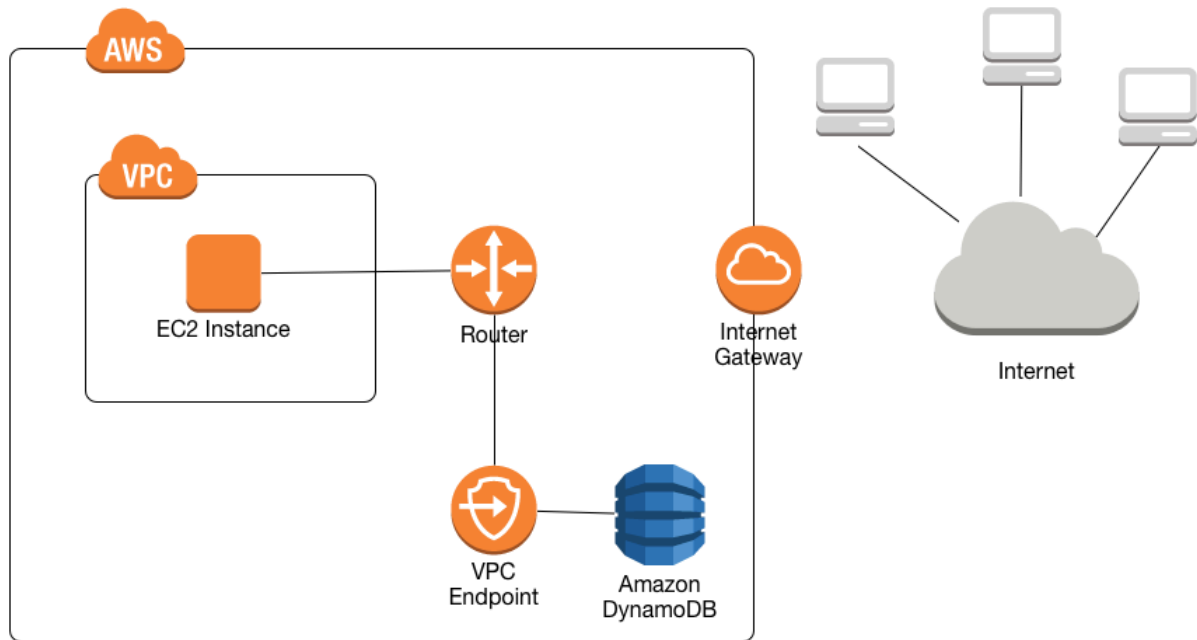 AWS
VPC
EC2 Instance
Router
Internet
Gateway
Internet
VPC
Endpoint
Amazon
DynamoDB